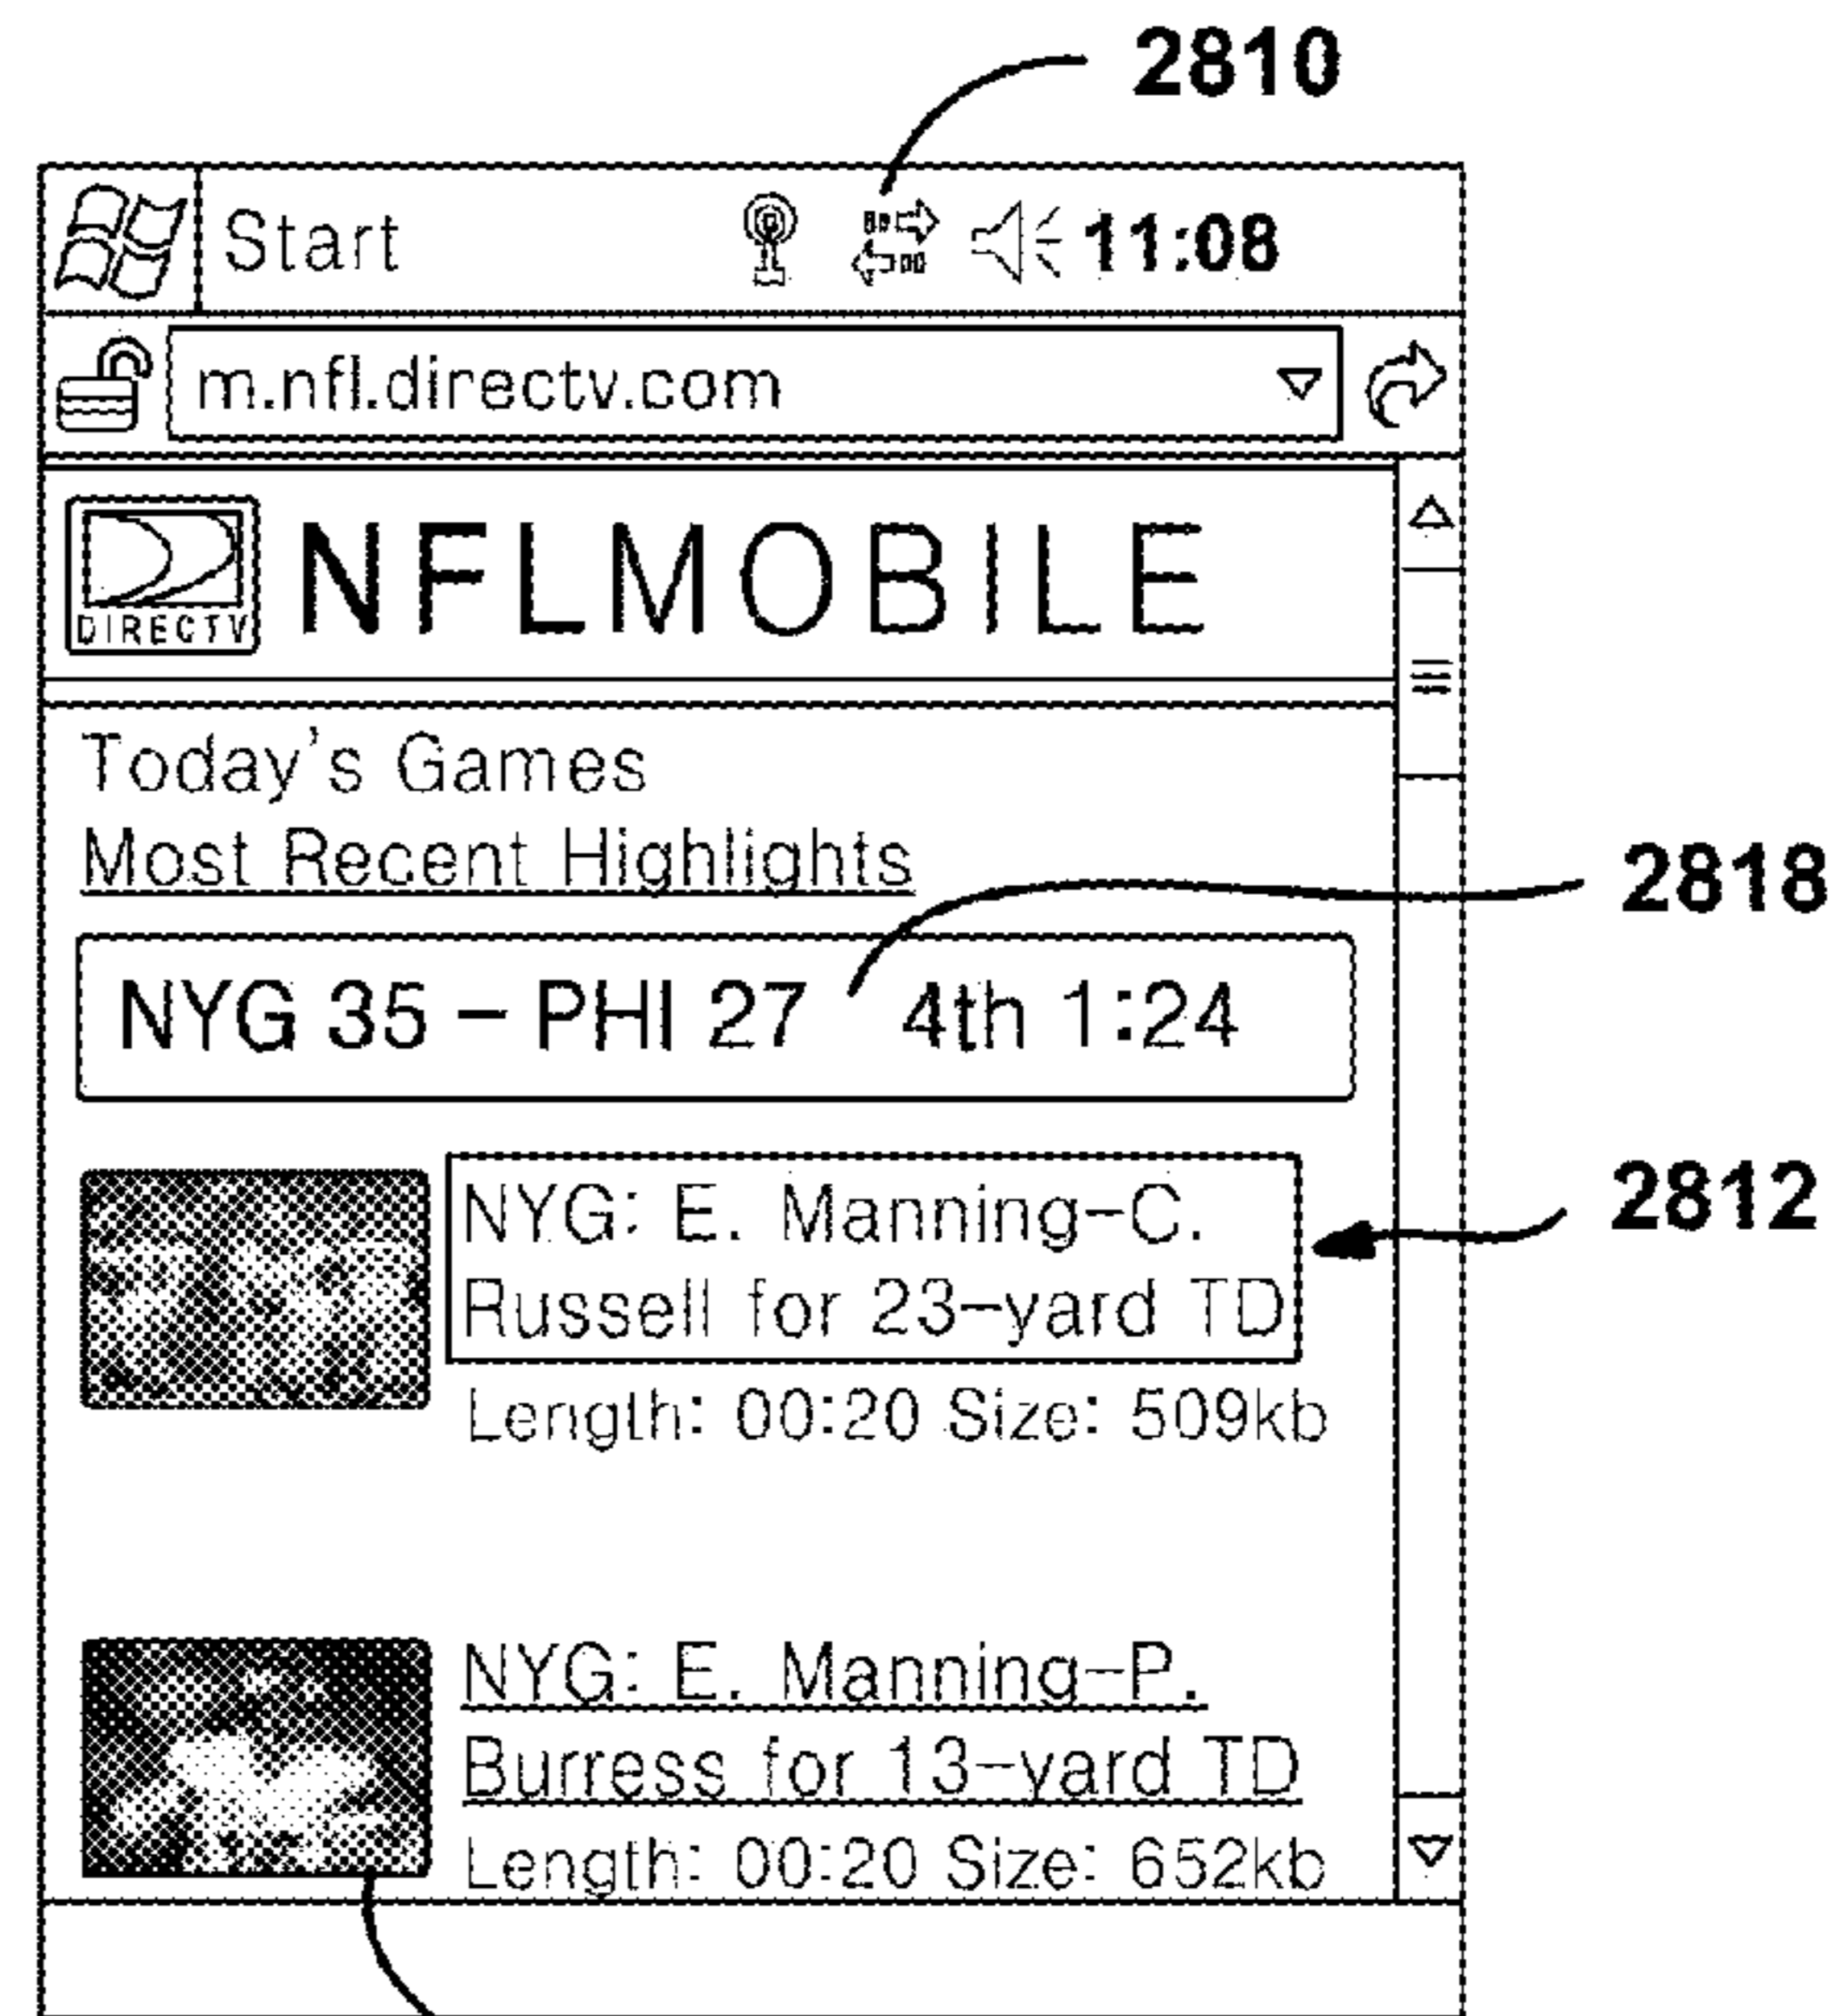 2810
Start 11:08
m.nfl.directv.com
DIRECTV NFLMOBILE
Today's Games
Most Recent Highlights
2818
NYG 35 – PHI 27 4th 1:24
2812
NYG: E. Manning–C.
Russell for 23–yard TD
Length: 00:20 Size: 509kb
NYG: E. Manning–P.
Burress for 13–yard TD
Length: 00:20 Size: 652kb